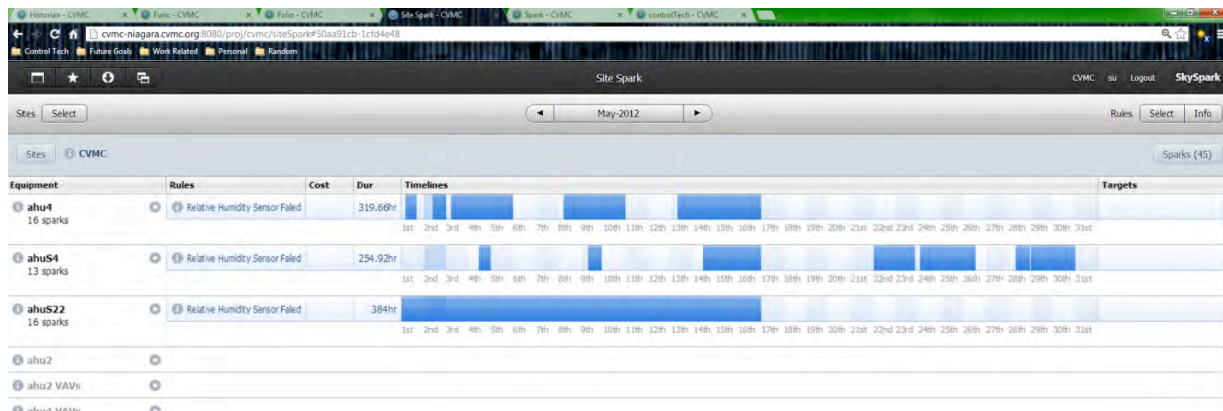 Historian - CVMC × Func - CVMC × Folio - CVMC × Site Spark - CVMC Spark - CVMC × controlTech - CVMC ×
cvmc-niagara.cvmc.org:8080/proj/cvmc/siteSpark#50aa91cb-1cfd4e48
Control Tech Future Goals Work Related Personal Random
Site Spark CVMC su Logout SkySpark
Sites Select May-2012 Rules Select Info
Sites CVMC Sparks (45)
Equipment Rules Cost Dur Timelines Targets
ahu4 Relative Humidity Sensor Failed 319.66hr
16 sparks
1st 2nd 3rd 4th 5th 6th 7th 8th 9th 10th 11th 12th 13th 14th 15th 16th 17th 18th 19th 20th 21st 22nd 23rd 24th 25th 26th 27th 28th 29th 30th 31st
ahuS4 Relative Humidity Sensor Failed 254.92hr
13 sparks
1st 2nd 3rd 4th 5th 6th 7th 8th 9th 10th 11th 12th 13th 14th 15th 16th 17th 18th 19th 20th 21st 22nd 23rd 24th 25th 26th 27th 28th 29th 30th 31st
ahuS22 Relative Humidity Sensor Failed 384hr
16 sparks
1st 2nd 3rd 4th 5th 6th 7th 8th 9th 10th 11th 12th 13th 14th 15th 16th 17th 18th 19th 20th 21st 22nd 23rd 24th 25th 26th 27th 28th 29th 30th 31st
ahu2
ahu2 VAVs
ahu4 VAVs